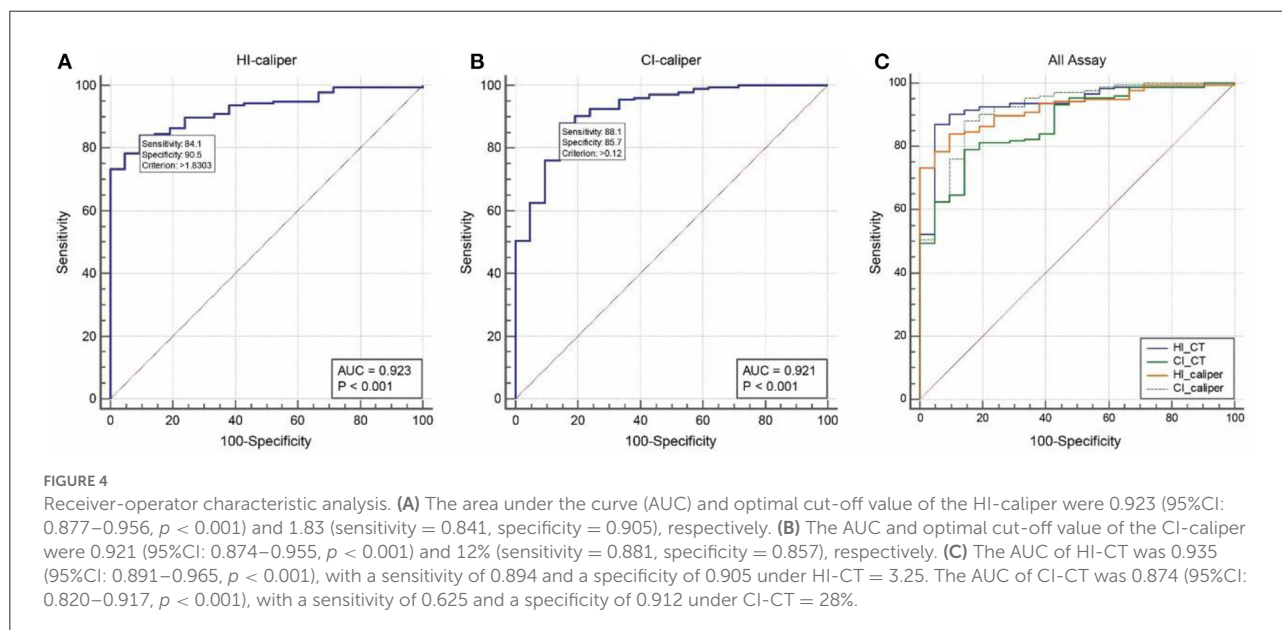 A
HI-caliper
100
80
60
40
20
0
Sensitivity
Sensitivity: 84.1
Specificity: 90.5
Criterion: >1.8303
AUC = 0.923
P < 0.001
0 20 40 60 80 100
100-Specificity
B
CI-caliper
100
80
60
40
20
0
Sensitivity
Sensitivity: 88.1
Specificity: 85.7
Criterion: >0.12
AUC = 0.921
P < 0.001
0 20 40 60 80 100
100-Specificity
C
All Assay
100
80
60
40
20
0
Sensitivity
HI_CT
CI_CT
HI_caliper
CI_caliper
0 20 40 60 80 100
100-Specificity
FIGURE 4
Receiver-operator characteristic analysis. (A) The area under the curve (AUC) and optimal cut-off value of the HI-caliper were 0.923 (95%CI:
0.877–0.956, p < 0.001) and 1.83 (sensitivity = 0.841, specificity = 0.905), respectively. (B) The AUC and optimal cut-off value of the CI-caliper
were 0.921 (95%CI: 0.874–0.955, p < 0.001) and 12% (sensitivity = 0.881, specificity = 0.857), respectively. (C) The AUC of HI-CT was 0.935
(95%CI: 0.891–0.965, p < 0.001), with a sensitivity of 0.894 and a specificity of 0.905 under HI-CT = 3.25. The AUC of CI-CT was 0.874 (95%CI:
0.820–0.917, p < 0.001), with a sensitivity of 0.625 and a specificity of 0.912 under CI-CT = 28%.